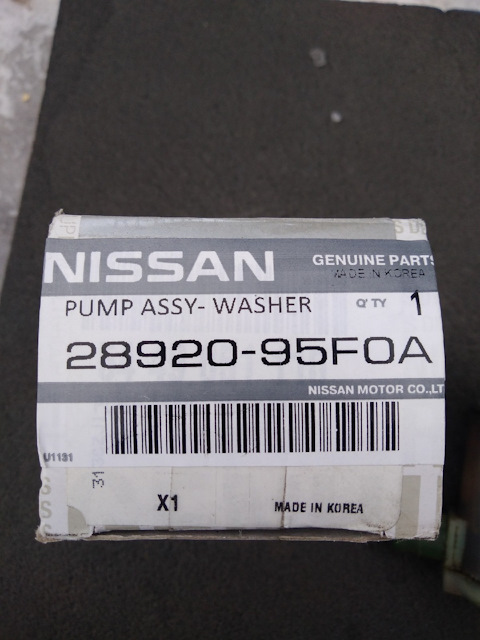 NISSAN
GENUINE PARTS
MADE IN KOREA
PUMP ASSY- WASHER
Q'TY 1
28920-95F0A
NISSAN MOTOR CO.,LT
U1131
31
X1
MADE IN KOREA